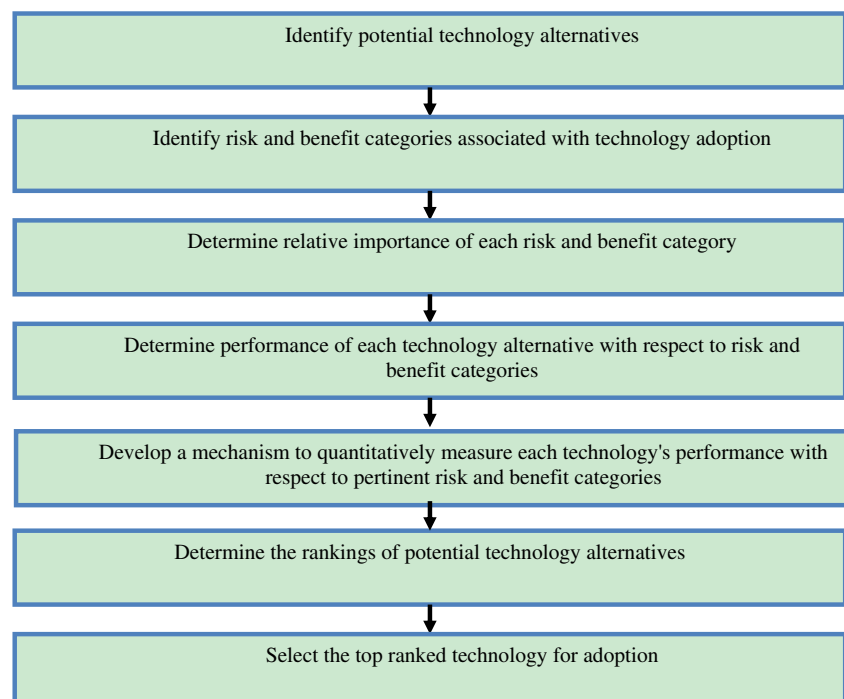 Identify potential technology alternatives
Identify risk and benefit categories associated with technology adoption
Determine relative importance of each risk and benefit category
Determine performance of each technology alternative with respect to risk and
benefit categories
Develop a mechanism to quantitatively measure each technology's performance with
respect to pertinent risk and benefit categories
Determine the rankings of potential technology alternatives
Select the top ranked technology for adoption